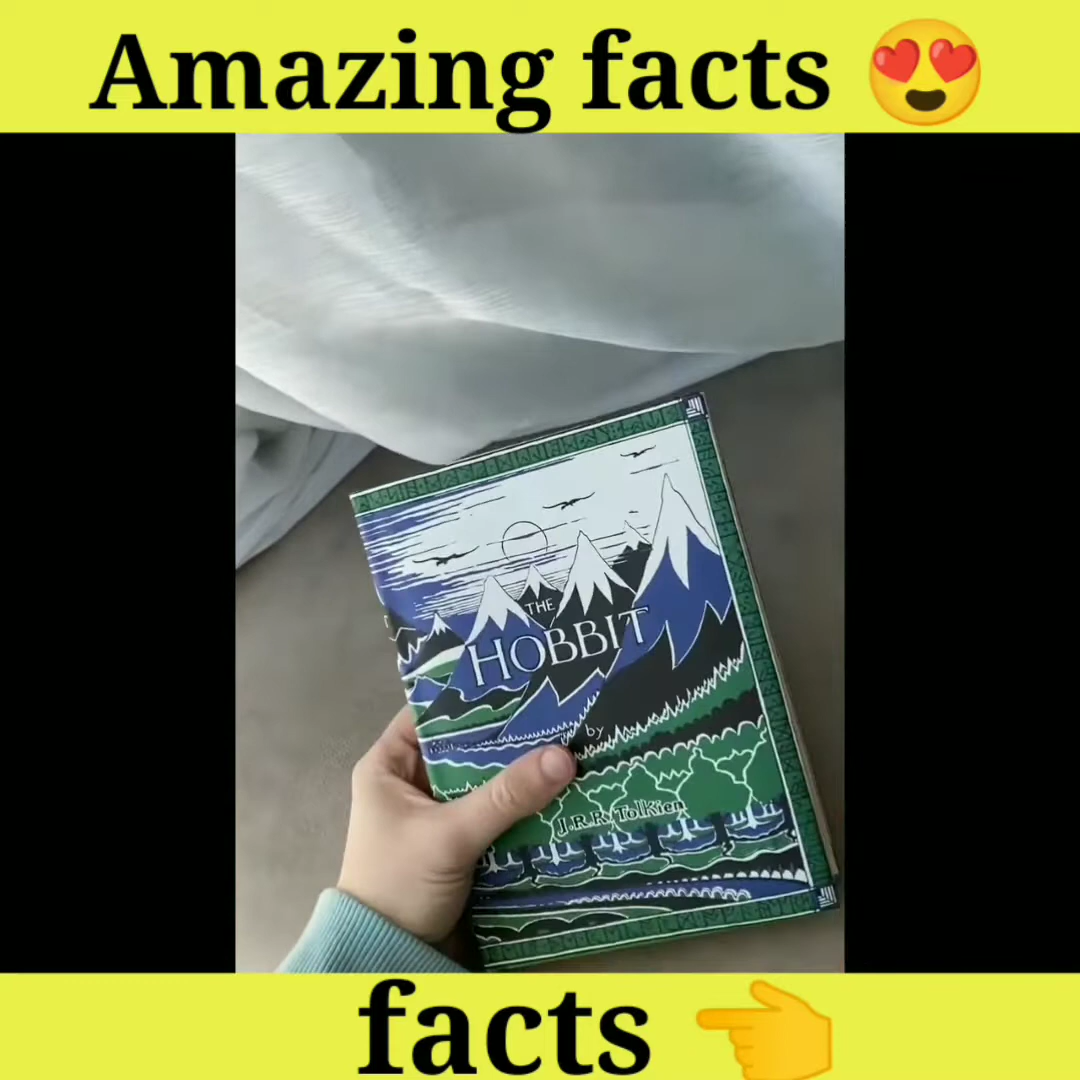 Amazing facts 😍
THE
HOBBIT
by
J.R.R. Tolkien
facts 👈